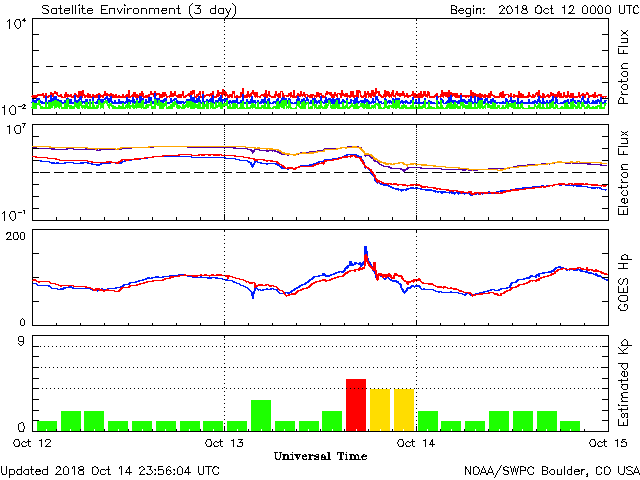 Satellite Environment (3 day) Begin: 2018 Oct 12 0000 UTC
10⁴
10⁻²
Proton Flux
10⁷
10⁻¹
Electron Flux
200
0
GOES Hp
9
0
Estimated Kp
Oct 12 Oct 13 Oct 14 Oct 15
Universal Time
Updated 2018 Oct 14 23:56:04 UTC NOAA/SWPC Boulder, CO USA